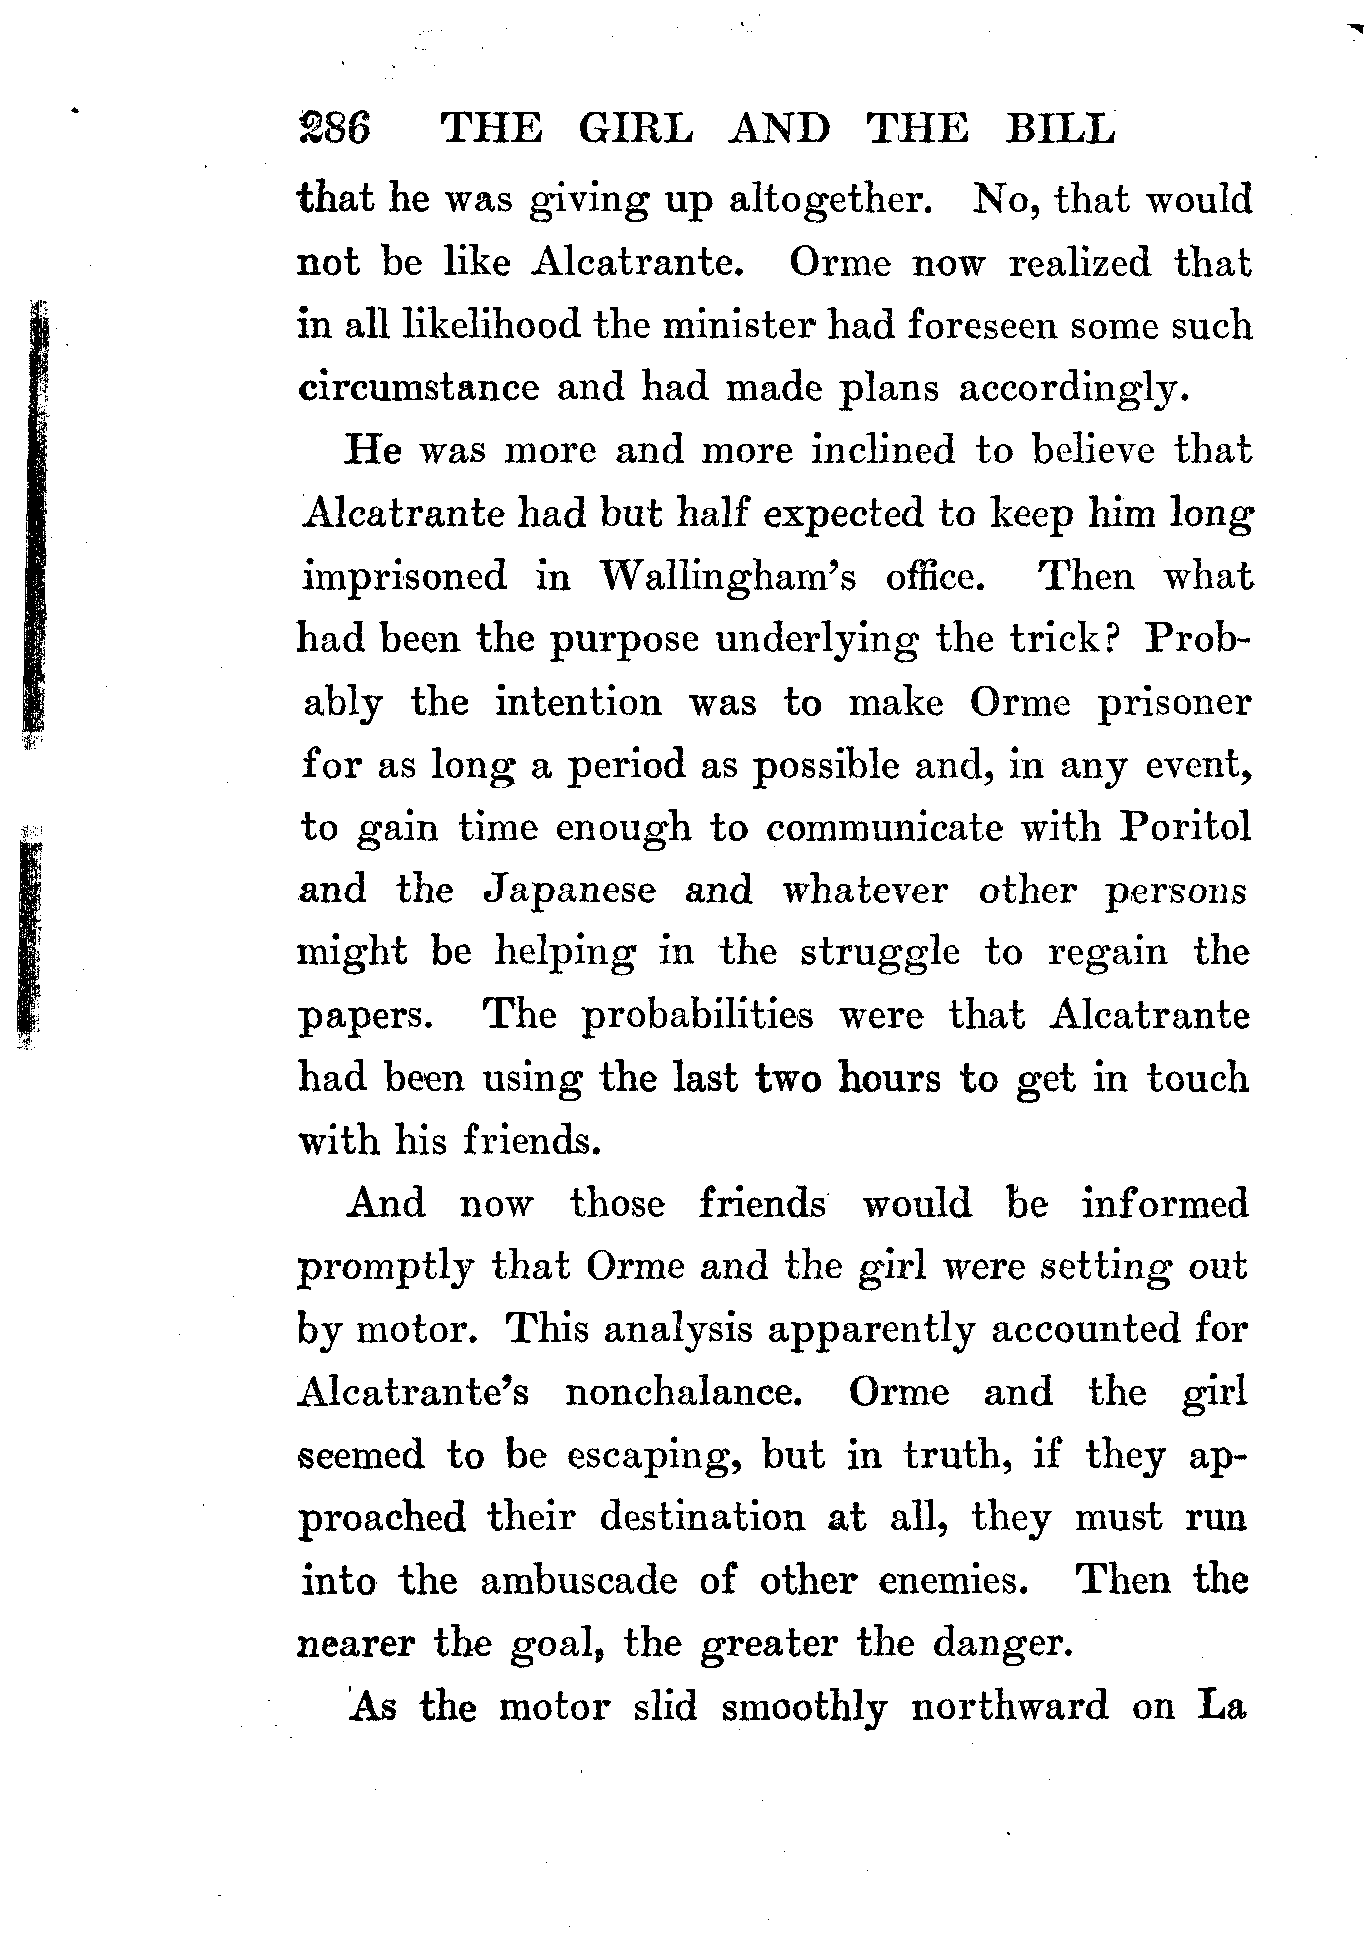 286 THE GIRL AND THE BILL
that he was giving up altogether. No, that would
not be like Alcatrante. Orme now realized that
in all likelihood the minister had foreseen some such
circumstance and had made plans accordingly.
He was more and more inclined to believe that
Alcatrante had but half expected to keep him long
imprisoned in Wallingham's office. Then what
had been the purpose underlying the trick? Prob-
ably the intention was to make Orme prisoner
for as long a period as possible and, in any event,
to gain time enough to communicate with Poritol
and the Japanese and whatever other persons
might be helping in the struggle to regain the
papers. The probabilities were that Alcatrante
had been using the last two hours to get in touch
with his friends.
And now those friends would be informed
promptly that Orme and the girl were setting out
by motor. This analysis apparently accounted for
Alcatrante's nonchalance. Orme and the girl
seemed to be escaping, but in truth, if they ap-
proached their destination at all, they must run
into the ambuscade of other enemies. Then the
nearer the goal, the greater the danger.
As the motor slid smoothly northward on La